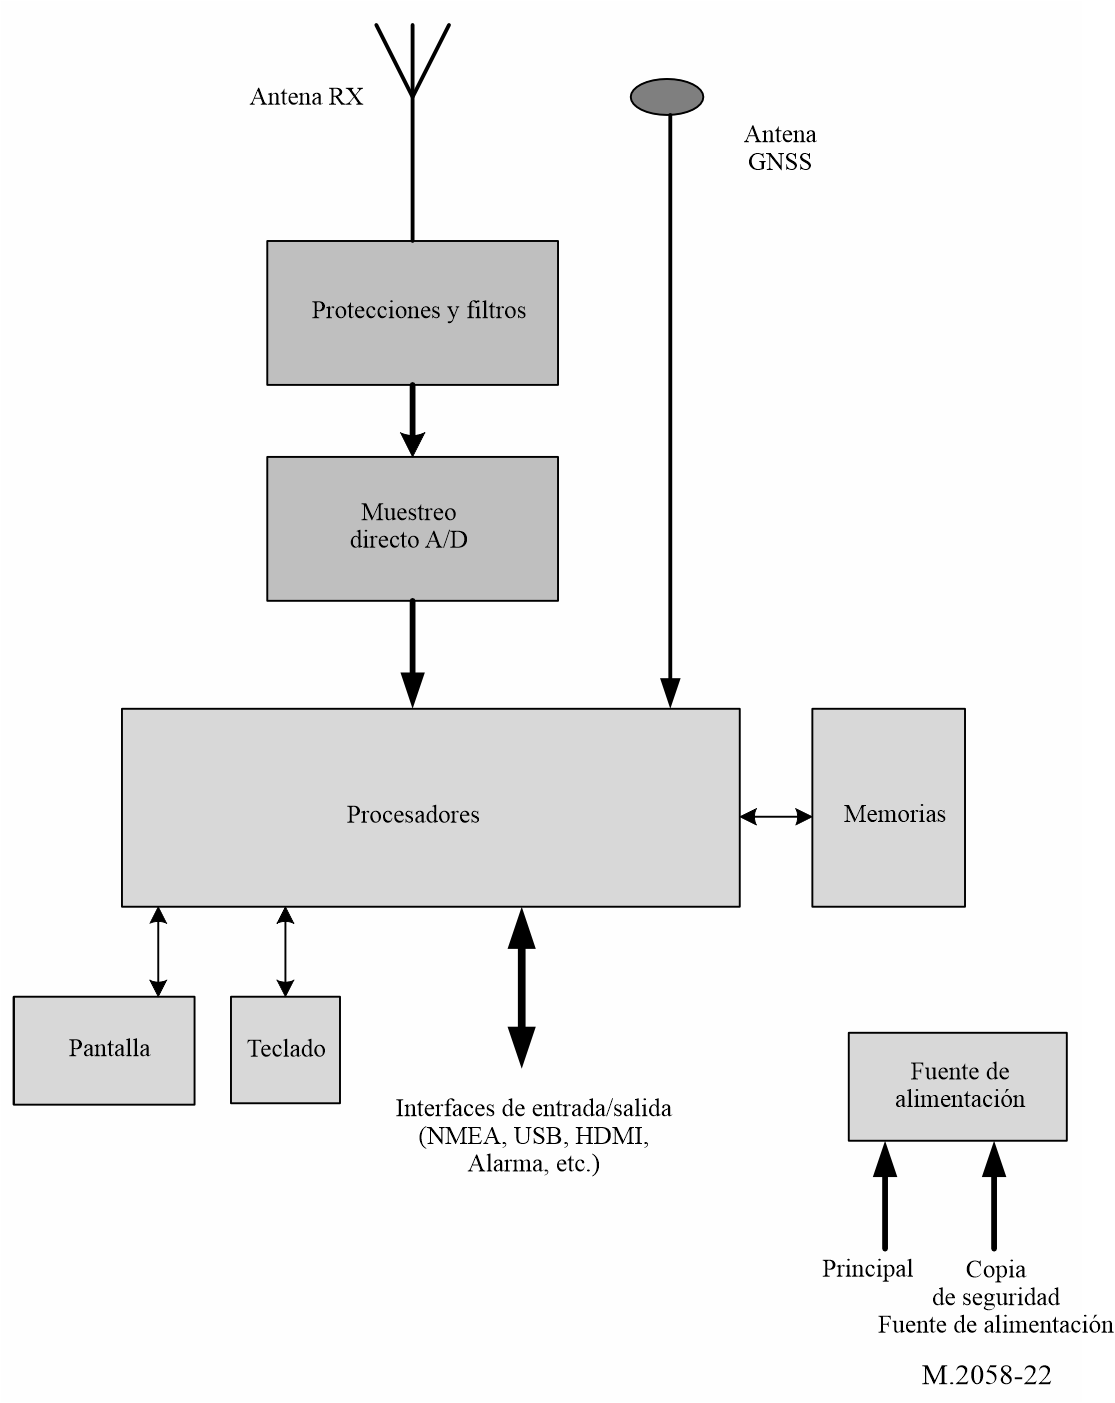 Antena RX
Antena
GNSS
Protecciones y filtros
Muestreo
directo A/D
Procesadores
Memorias
Pantalla
Teclado
Interfaces de entrada/salida
(NMEA, USB, HDMI,
Alarma, etc.)
Fuente de
alimentación
Principal
Copia
de seguridad
Fuente de alimentación
M.2058-22